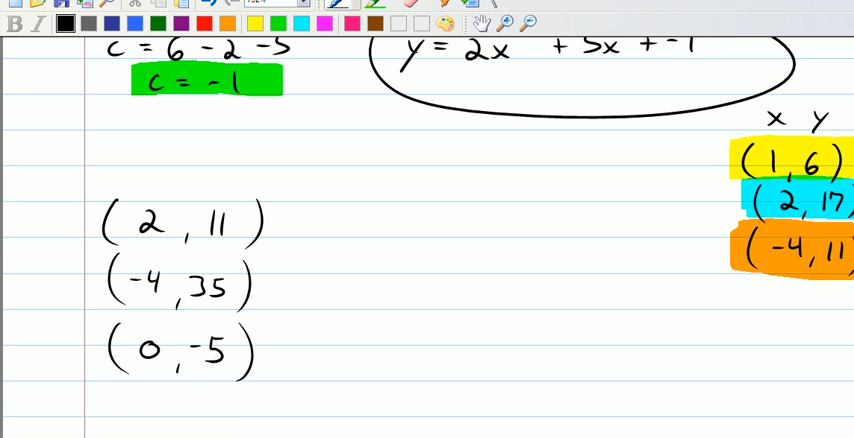 c = 6 - 2 - 5
c = -1
y = 2x + 5x + -1
x y
(1, 6)
(2, 17)
(-4, 11)
(2, 11)
(-4, 35)
(0, -5)